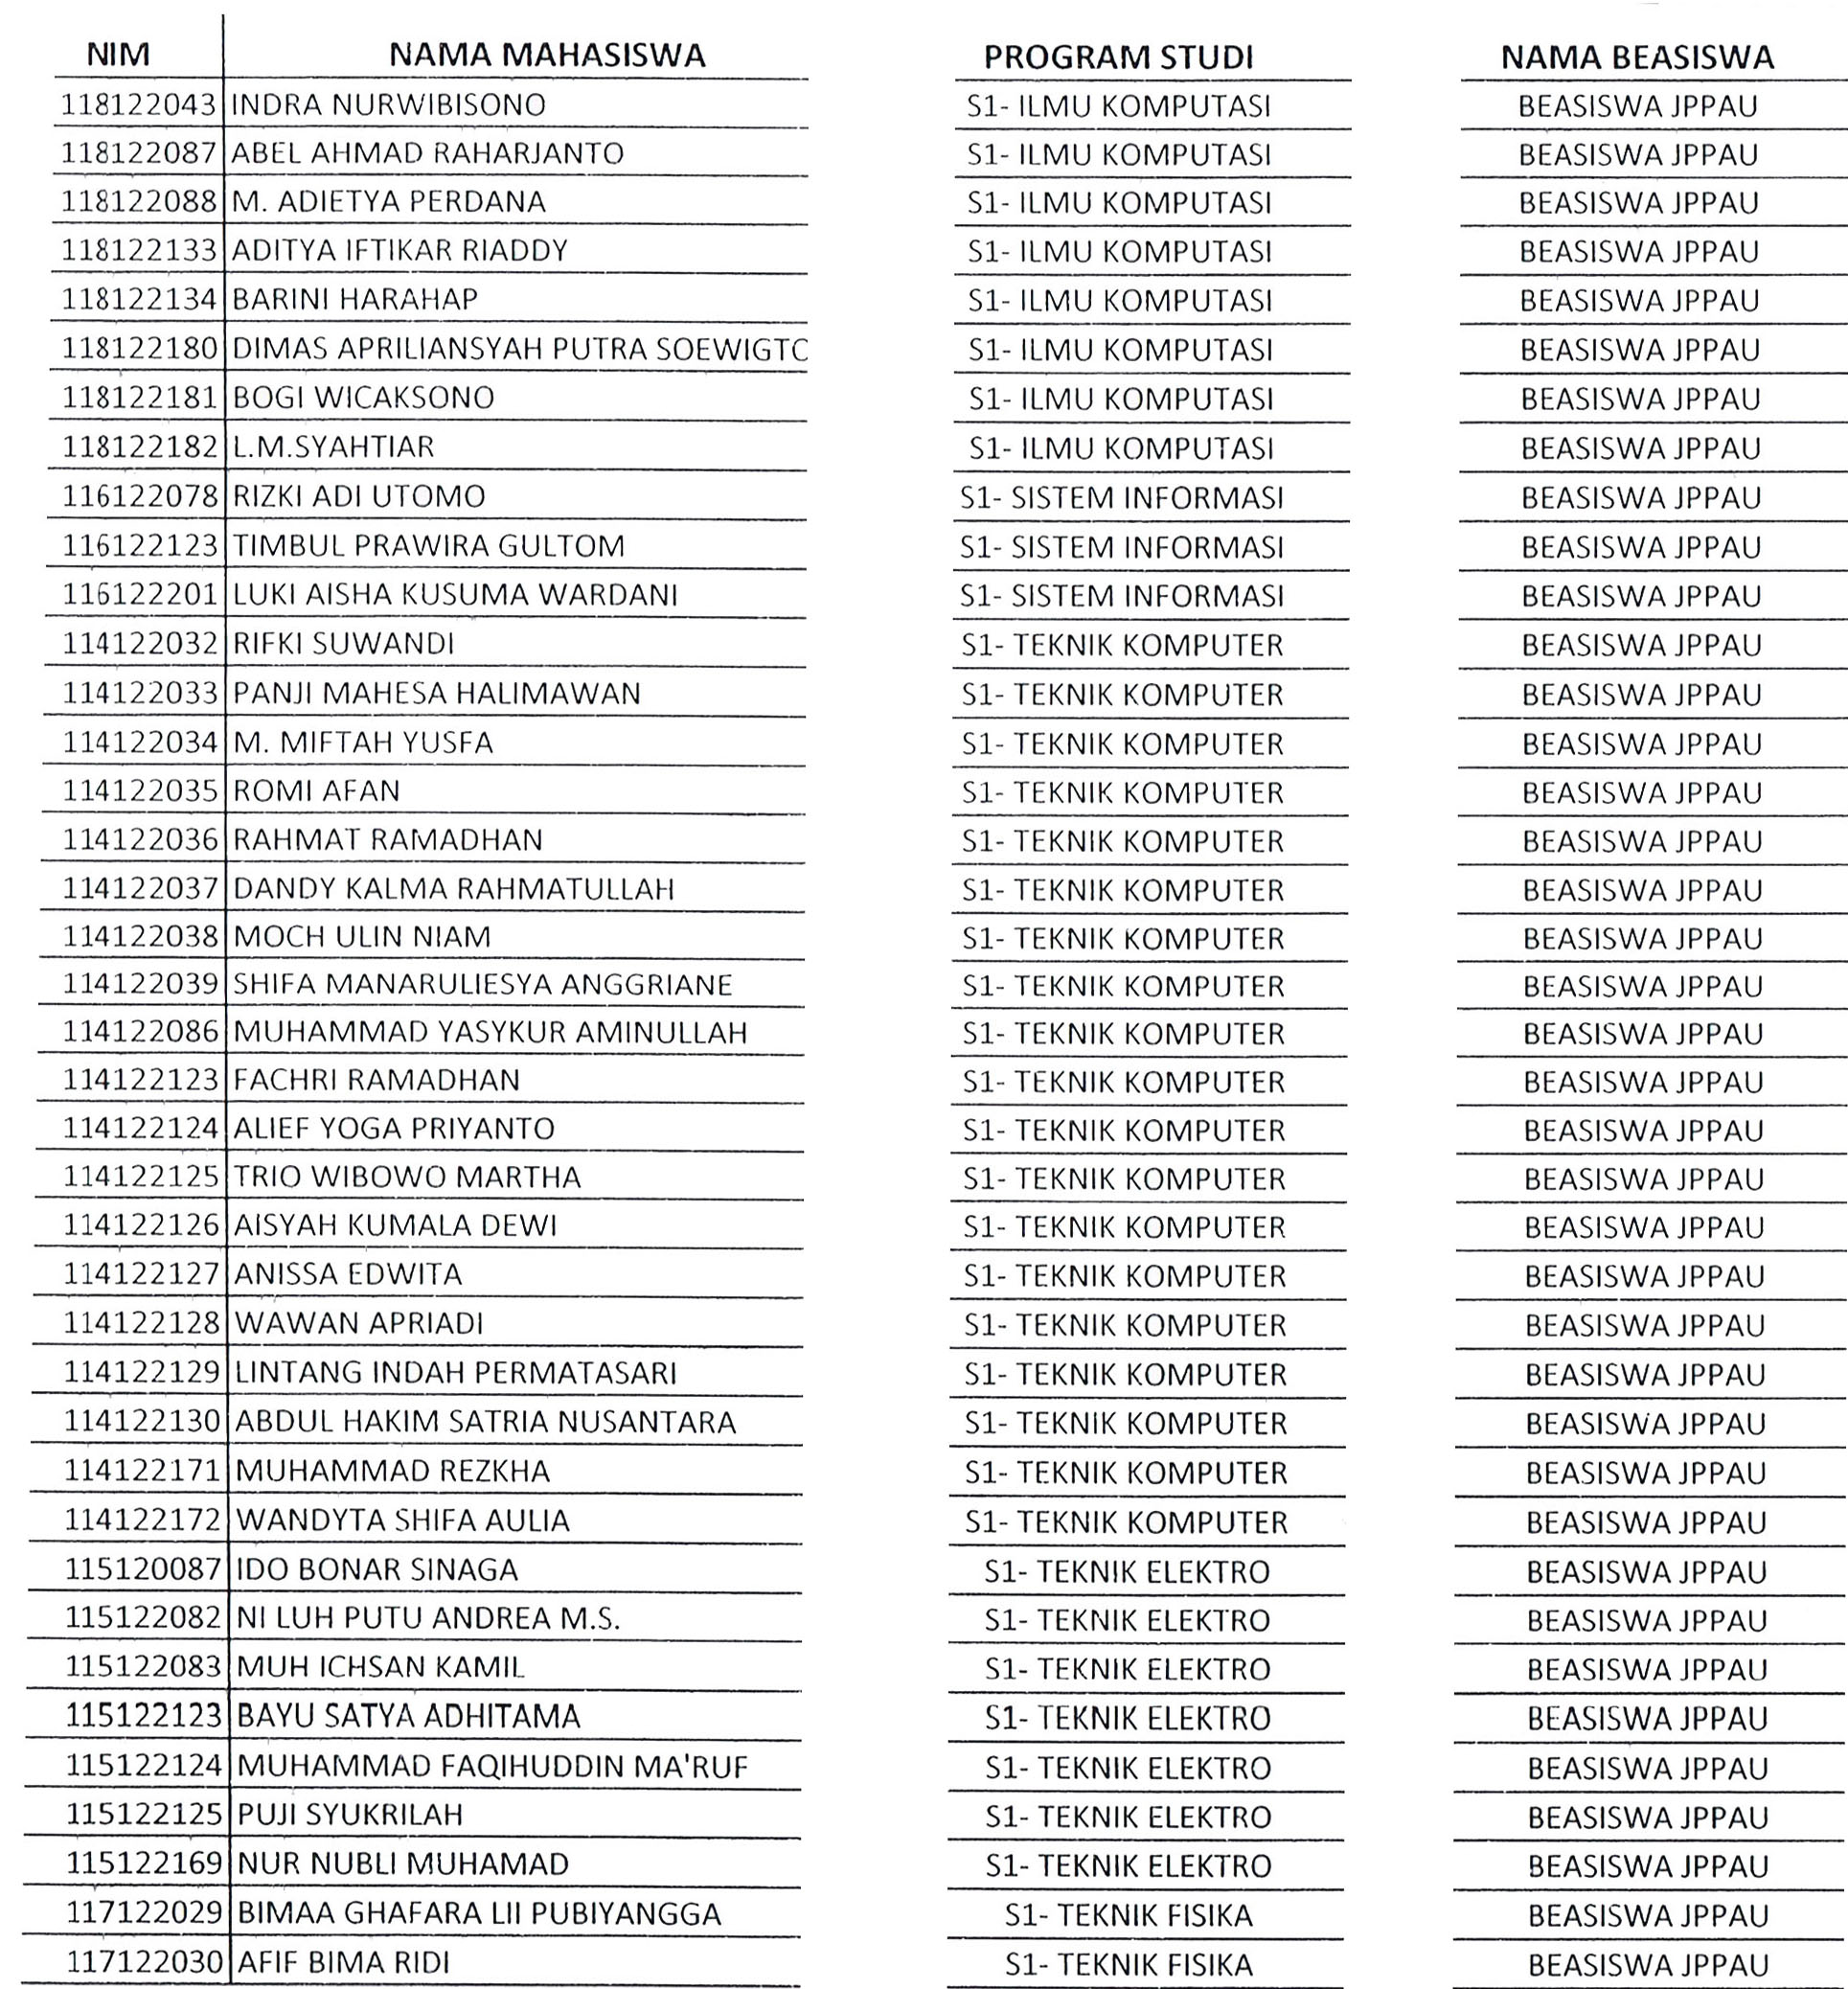 NIM NAMA MAHASISWA PROGRAM STUDI NAMA BEASISWA
118122043 INDRA NURWIBISONO S1- ILMU KOMPUTASI BEASISWA JPPAU
118122087 ABEL AHMAD RAHARJANTO S1- ILMU KOMPUTASI BEASISWA JPPAU
118122088 M. ADIETYA PERDANA S1- ILMU KOMPUTASI BEASISWA JPPAU
118122133 ADITYA IFTIKAR RIADDY S1- ILMU KOMPUTASI BEASISWA JPPAU
118122134 BARINI HARAHAP S1- ILMU KOMPUTASI BEASISWA JPPAU
118122180 DIMAS APRILIANSYAH PUTRA SOEWIGTO S1- ILMU KOMPUTASI BEASISWA JPPAU
118122181 BOGI WICAKSONO S1- ILMU KOMPUTASI BEASISWA JPPAU
118122182 L.M.SYAHTIAR S1- ILMU KOMPUTASI BEASISWA JPPAU
116122078 RIZKI ADI UTOMO S1- SISTEM INFORMASI BEASISWA JPPAU
116122123 TIMBUL PRAWIRA GULTOM S1- SISTEM INFORMASI BEASISWA JPPAU
116122201 LUKI AISHA KUSUMA WARDANI S1- SISTEM INFORMASI BEASISWA JPPAU
114122032 RIFKI SUWANDI S1- TEKNIK KOMPUTER BEASISWA JPPAU
114122033 PANJI MAHESA HALIMAWAN S1- TEKNIK KOMPUTER BEASISWA JPPAU
114122034 M. MIFTAH YUSFA S1- TEKNIK KOMPUTER BEASISWA JPPAU
114122035 ROMI AFAN S1- TEKNIK KOMPUTER BEASISWA JPPAU
114122036 RAHMAT RAMADHAN S1- TEKNIK KOMPUTER BEASISWA JPPAU
114122037 DANDY KALMA RAHMATULLAH S1- TEKNIK KOMPUTER BEASISWA JPPAU
114122038 MOCH ULIN NIAM S1- TEKNIK KOMPUTER BEASISWA JPPAU
114122039 SHIFA MANARULIESYA ANGGRIANE S1- TEKNIK KOMPUTER BEASISWA JPPAU
114122086 MUHAMMAD YASYKUR AMINULLAH S1- TEKNIK KOMPUTER BEASISWA JPPAU
114122123 FACHRI RAMADHAN S1- TEKNIK KOMPUTER BEASISWA JPPAU
114122124 ALIEF YOGA PRIYANTO S1- TEKNIK KOMPUTER BEASISWA JPPAU
114122125 TRIO WIBOWO MARTHA S1- TEKNIK KOMPUTER BEASISWA JPPAU
114122126 AISYAH KUMALA DEWI S1- TEKNIK KOMPUTER BEASISWA JPPAU
114122127 ANISSA EDWITA S1- TEKNIK KOMPUTER BEASISWA JPPAU
114122128 WAWAN APRIADI S1- TEKNIK KOMPUTER BEASISWA JPPAU
114122129 LINTANG INDAH PERMATASARI S1- TEKNIK KOMPUTER BEASISWA JPPAU
114122130 ABDUL HAKIM SATRIA NUSANTARA S1- TEKNIK KOMPUTER BEASISWA JPPAU
114122171 MUHAMMAD REZKHA S1- TEKNIK KOMPUTER BEASISWA JPPAU
114122172 WANDYTA SHIFA AULIA S1- TEKNIK KOMPUTER BEASISWA JPPAU
115120087 IDO BONAR SINAGA S1- TEKNIK ELEKTRO BEASISWA JPPAU
115122082 NI LUH PUTU ANDREA M.S. S1- TEKNIK ELEKTRO BEASISWA JPPAU
115122083 MUH ICHSAN KAMIL S1- TEKNIK ELEKTRO BEASISWA JPPAU
115122123 BAYU SATYA ADHITAMA S1- TEKNIK ELEKTRO BEASISWA JPPAU
115122124 MUHAMMAD FAQIHUDDIN MA'RUF S1- TEKNIK ELEKTRO BEASISWA JPPAU
115122125 PUJI SYUKRILAH S1- TEKNIK ELEKTRO BEASISWA JPPAU
115122169 NUR NUBLI MUHAMAD S1- TEKNIK ELEKTRO BEASISWA JPPAU
117122029 BIMAA GHAFARA LII PUBIYANGGA S1- TEKNIK FISIKA BEASISWA JPPAU
117122030 AFIF BIMA RIDI S1- TEKNIK FISIKA BEASISWA JPPAU